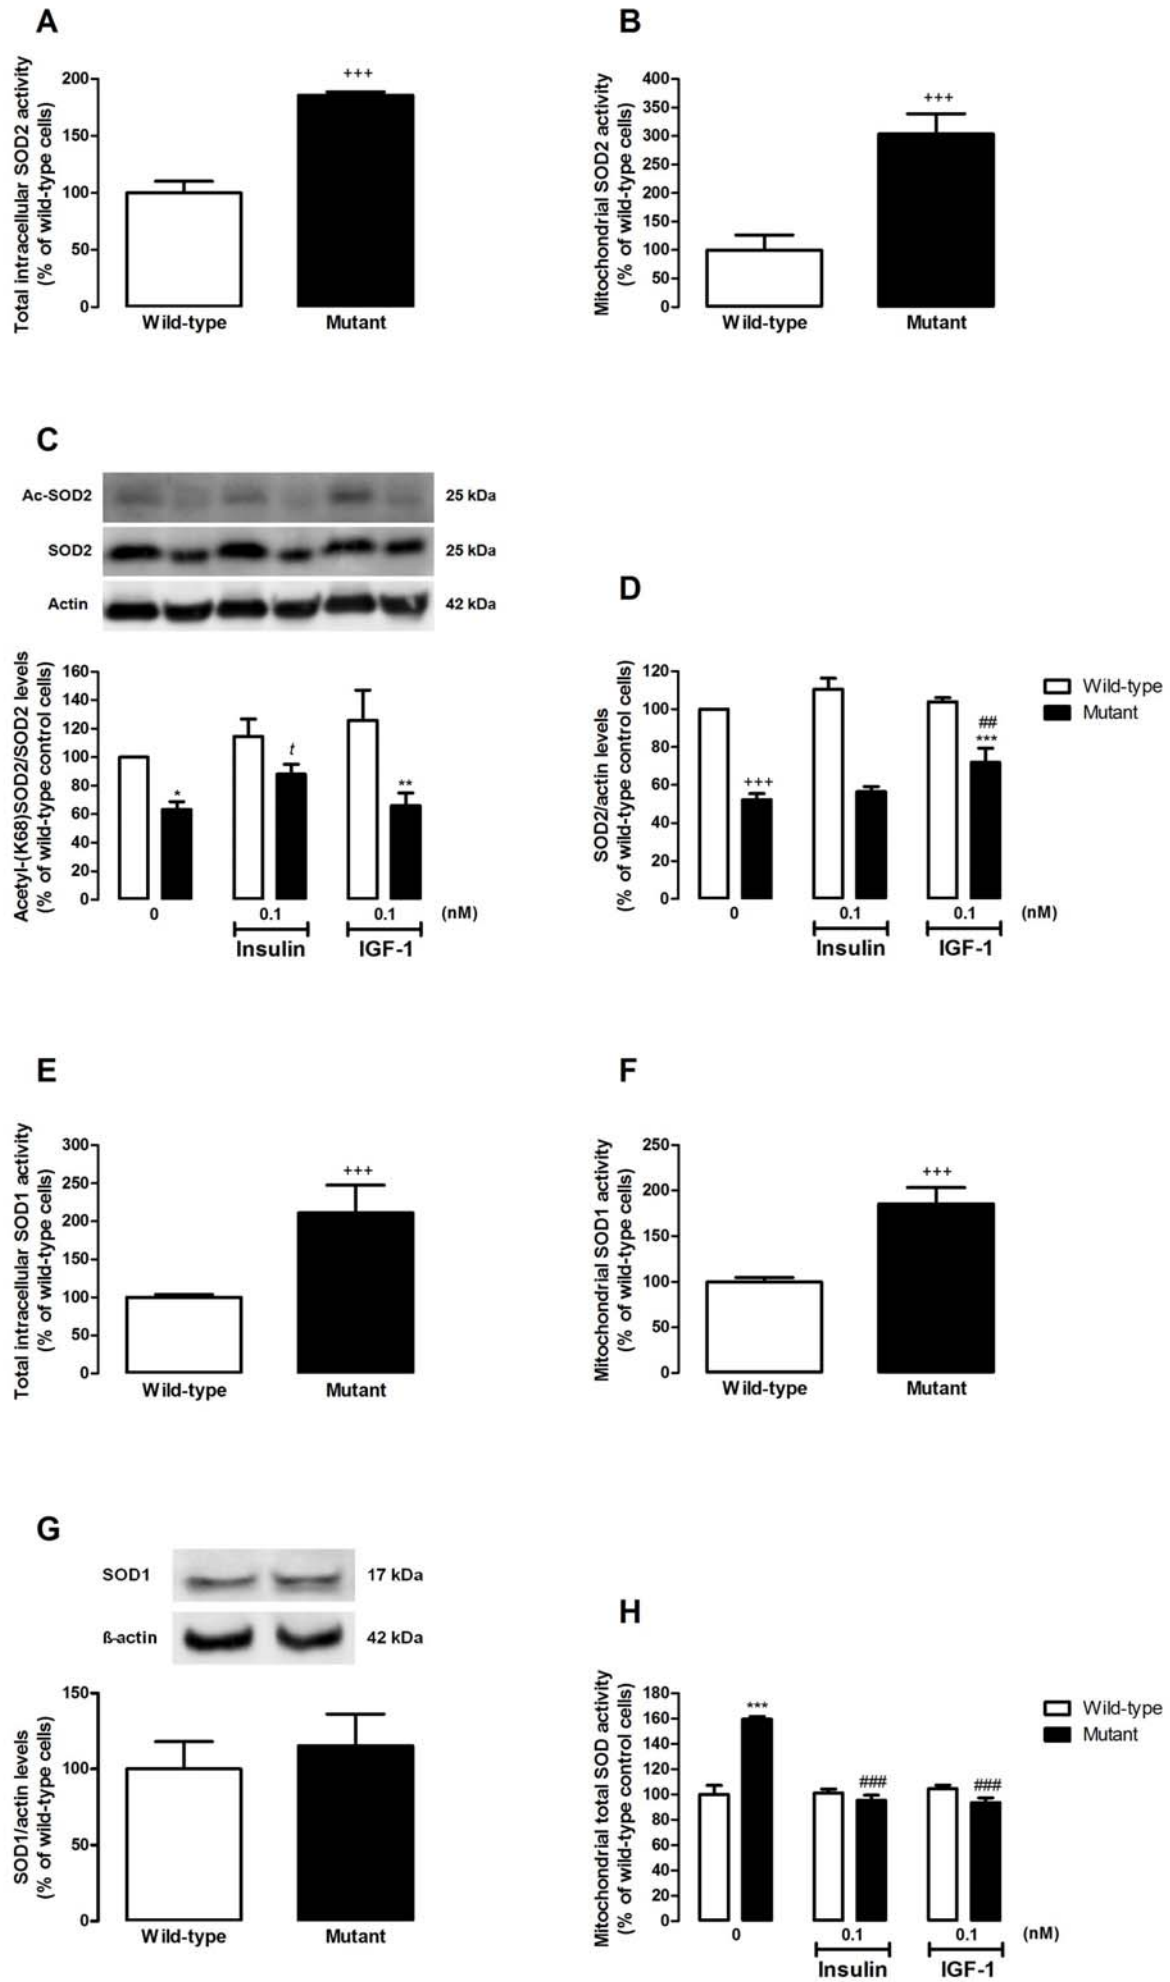 A
Total intracellular SOD2 activity
(% of wild-type cells)
200
150
100
50
0
+++
Wild-type
Mutant
B
Mitochondrial SOD2 activity
(% of wild-type cells)
400
350
300
250
200
150
100
50
0
+++
Wild-type
Mutant
C
Ac-SOD2
25 kDa
SOD2
25 kDa
Actin
42 kDa
Acetyl-(K68)SOD2/SOD2 levels
(% of wild-type control cells)
160
140
120
100
80
60
40
20
0
*
t
**
0
0.1
0.1
(nM)
Insulin
IGF-1
D
SOD2/actin levels
(% of wild-type control cells)
120
100
80
60
40
20
0
+++
##
***
Wild-type
Mutant
0
0.1
0.1
(nM)
Insulin
IGF-1
E
Total intracellular SOD1 activity
(% of wild-type cells)
300
250
200
150
100
50
0
+++
Wild-type
Mutant
F
Mitochondrial SOD1 activity
(% of wild-type cells)
250
200
150
100
50
0
+++
Wild-type
Mutant
G
SOD1
17 kDa
ß-actin
42 kDa
SOD1/actin levels
(% of wild-type cells)
150
100
50
0
Wild-type
Mutant
H
Mitochondrial total SOD activity
(% of wild-type control cells)
180
160
140
120
100
80
60
40
20
0
***
###
###
Wild-type
Mutant
0
0.1
0.1
(nM)
Insulin
IGF-1